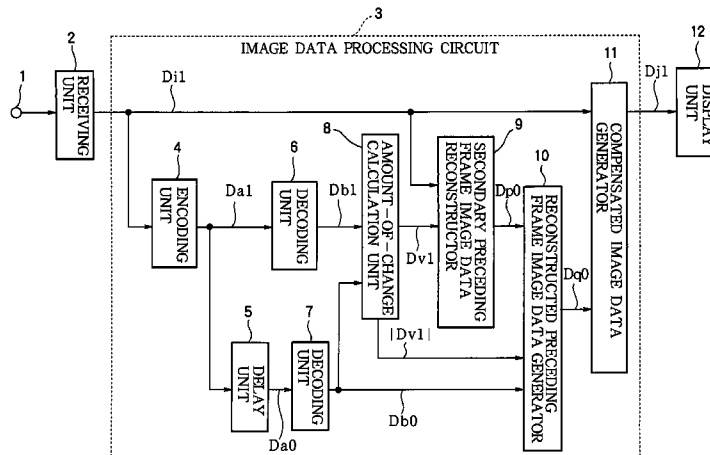 3
IMAGE DATA PROCESSING CIRCUIT
1
2
RECEIVING
UNIT
Di1
4
ENCODING
UNIT
Da1
6
DECODING
UNIT
Db1
8
AMOUNT-OF-CHANGE
CALCULATION UNIT
Dv1
9
SECONDARY PRECEDING
FRAME IMAGE DATA
RECONSTRUCTOR
Dp0
10
RECONSTRUCTED PRECEDING
FRAME IMAGE DATA GENERATOR
Dq0
11
COMPENSATED IMAGE DATA
GENERATOR
Dj1
12
DISPLAY
UNIT
5
DELAY
UNIT
Da0
7
DECODING
UNIT
|Dv1|
Db0